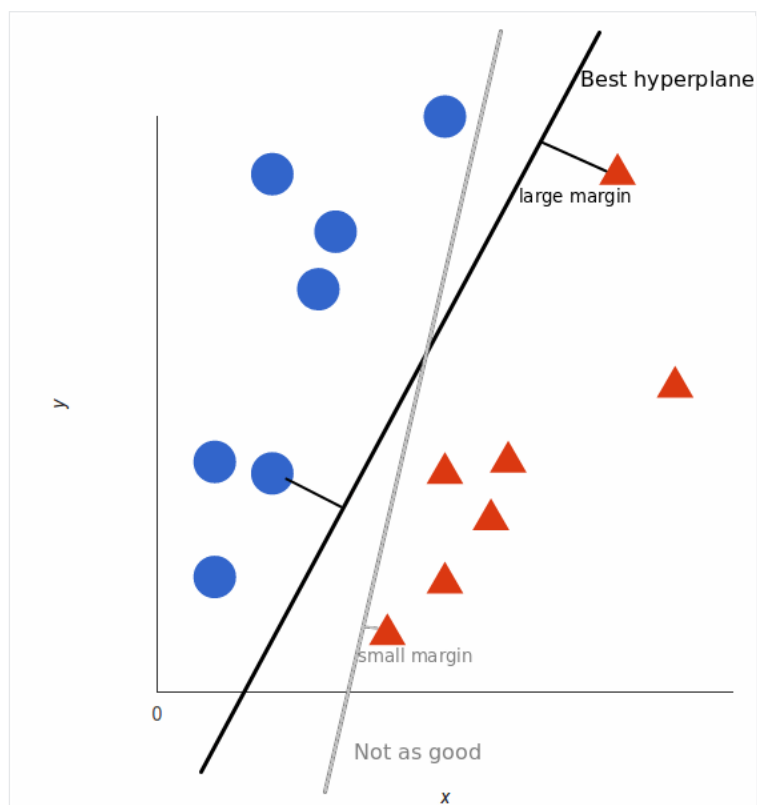 Best hyperplane
large margin
y
small margin
0
Not as good
x